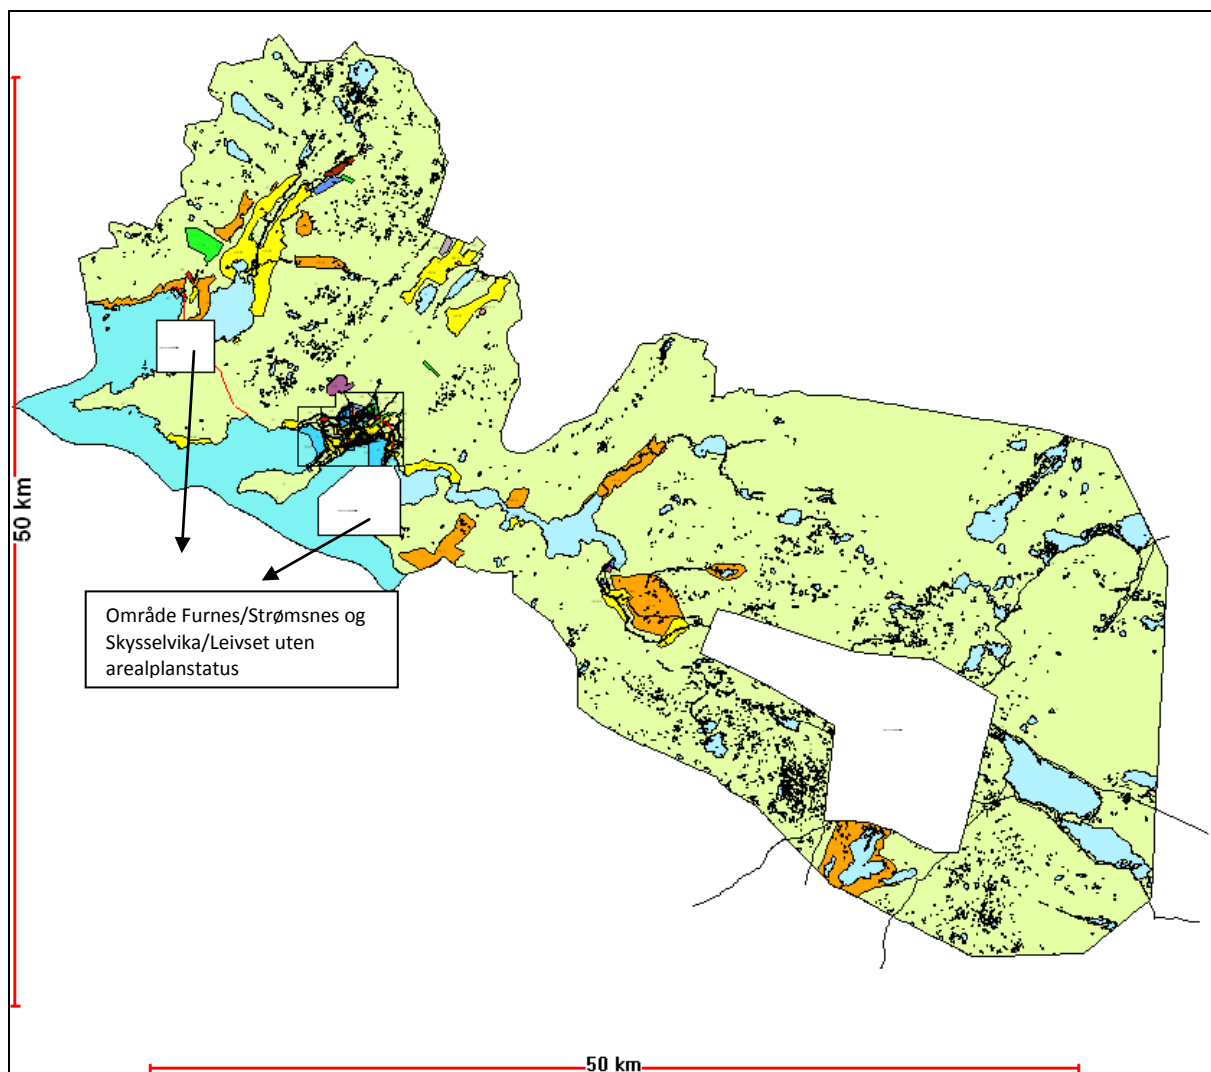 50 km
Område Furnes/Strømsnes og
Skysselvika/Leivset uten
arealplanstatus
50 km